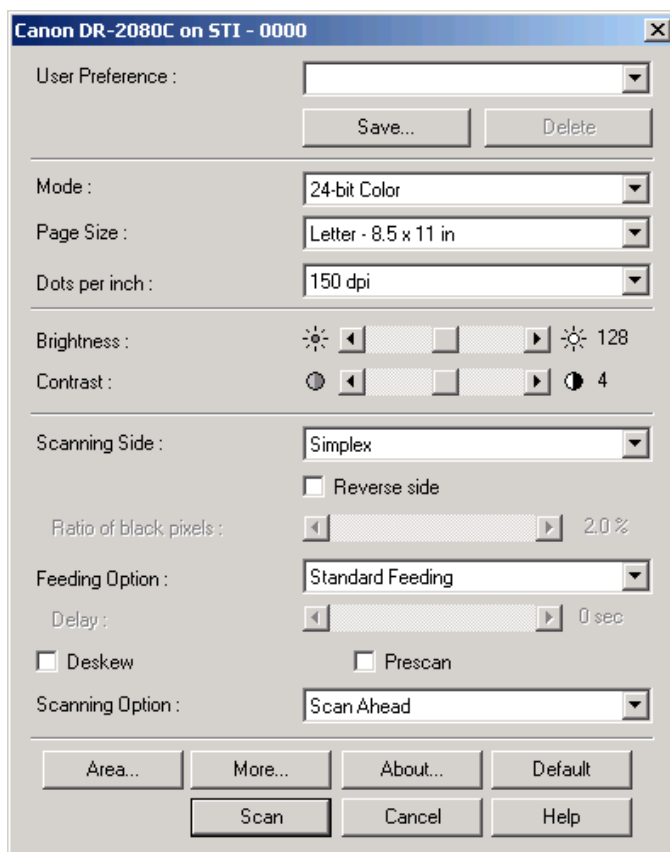 Canon DR-2080C on STI - 0000
User Preference :
Save... Delete
Mode : 24-bit Color
Page Size : Letter - 8.5 x 11 in
Dots per inch : 150 dpi
Brightness : 128
Contrast : 4
Scanning Side : Simplex
Reverse side
Ratio of black pixels : 2.0 %
Feeding Option : Standard Feeding
Delay : 0 sec
Deskew Prescan
Scanning Option : Scan Ahead
Area... More... About... Default
Scan Cancel Help